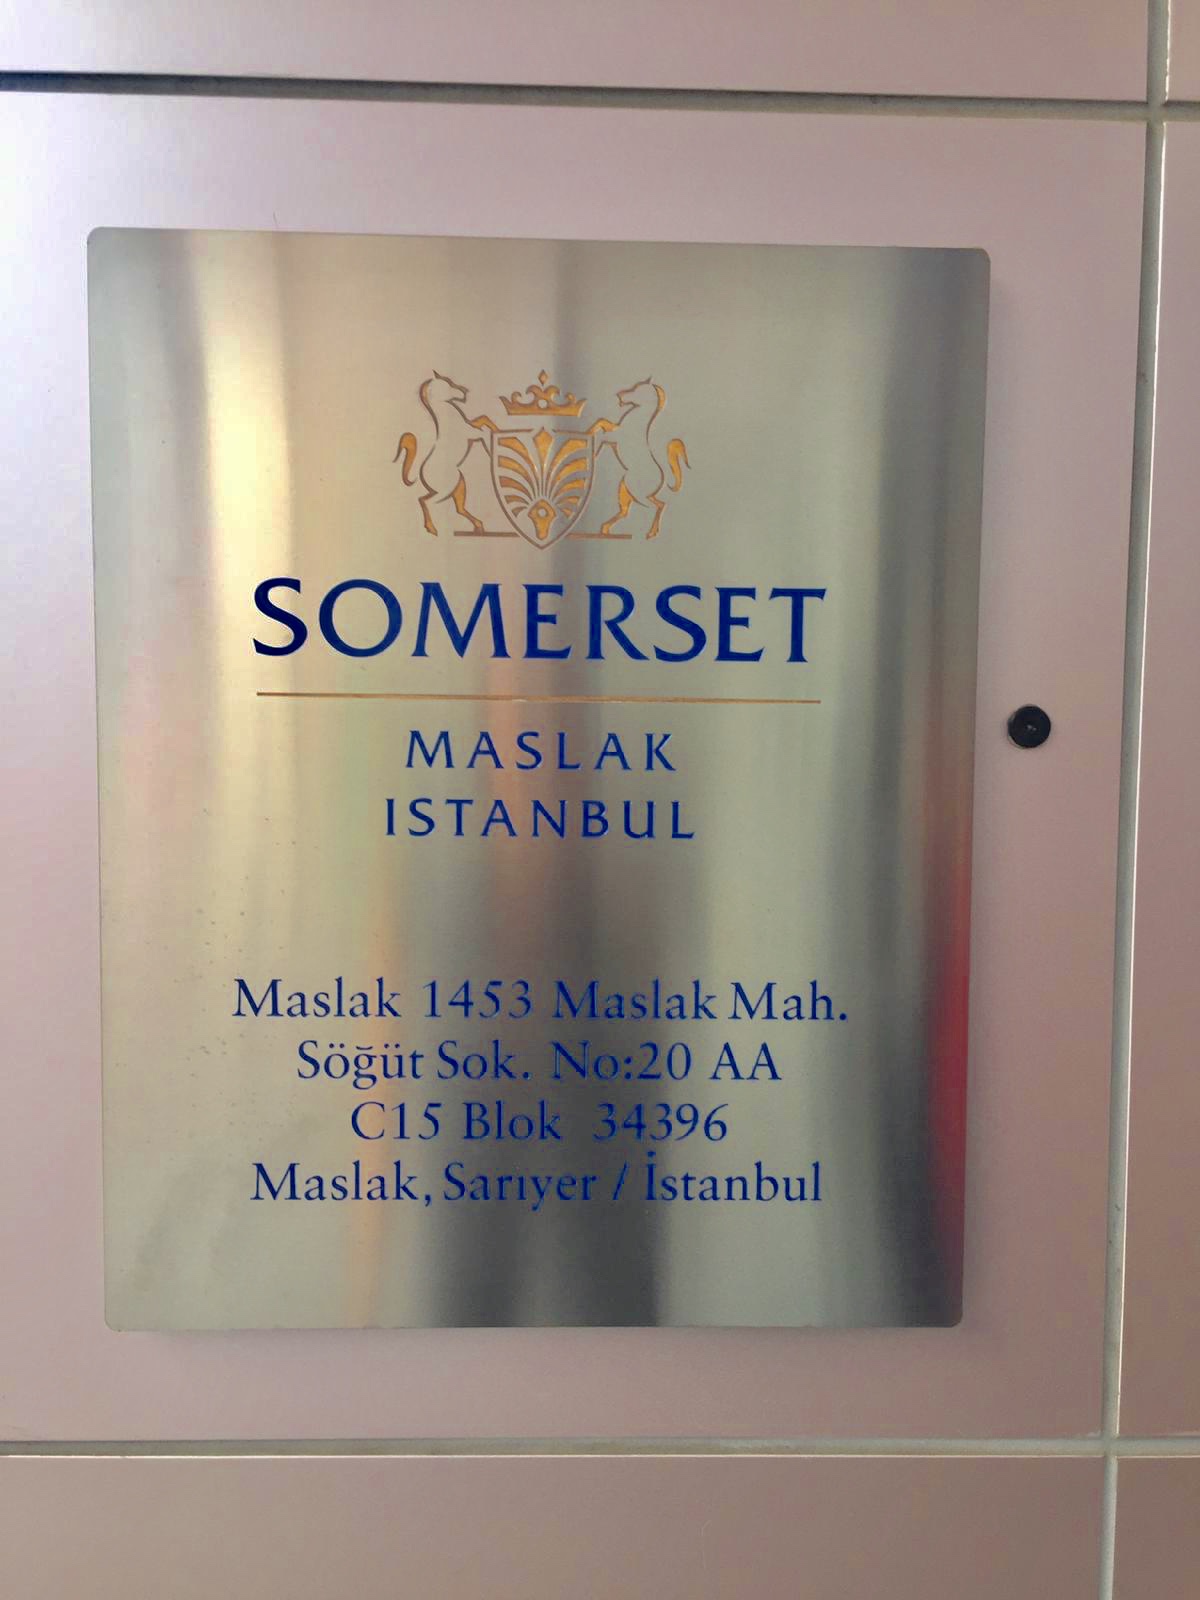 SOMERSET
MASLAK
ISTANBUL
Maslak 1453 Maslak Mah.
Söğüt Sok. No:20 AA
C15 Blok 34396
Maslak, Sarıyer / İstanbul